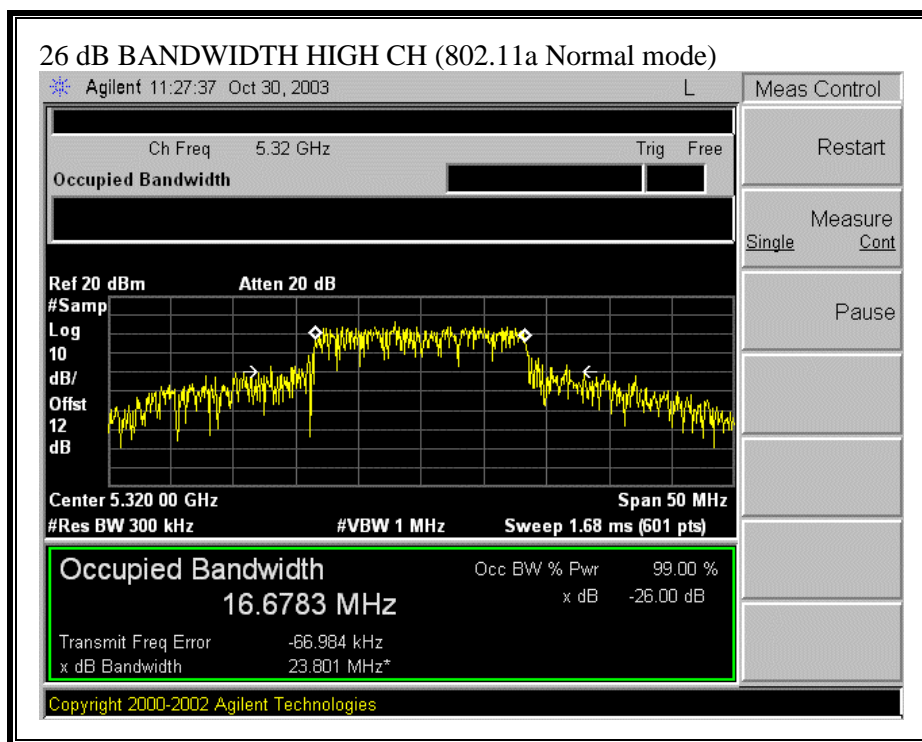 26 dB BANDWIDTH HIGH CH (802.11a Normal mode)
Agilent 11:27:37 Oct 30, 2003 L
Meas Control
Ch Freq 5.32 GHz Trig Free
Occupied Bandwidth
Restart
Measure
Single Cont
Pause
Ref 20 dBm Atten 20 dB
#Samp
Log
10
dB/
Offst
12
dB
Center 5.320 00 GHz Span 50 MHz
#Res BW 300 kHz #VBW 1 MHz Sweep 1.68 ms (601 pts)
Occupied Bandwidth Occ BW % Pwr 99.00 %
16.6783 MHz x dB -26.00 dB
Transmit Freq Error -66.984 kHz
x dB Bandwidth 23.801 MHz*
Copyright 2000-2002 Agilent Technologies